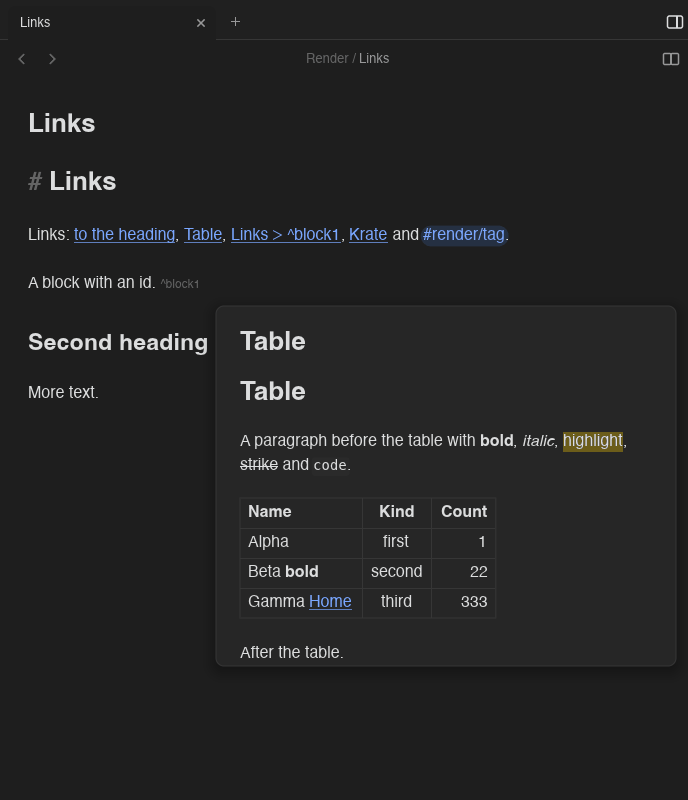 Links
Render / Links
Links
# Links
Links: to the heading, Table, Links > ^block1, Krate and #render/tag.
A block with an id. ^block1
Second heading
More text.
Table
Table
A paragraph before the table with bold, italic, highlight,
strike and code.
Name Kind Count
Alpha first 1
Beta bold second 22
Gamma Home third 333
After the table.